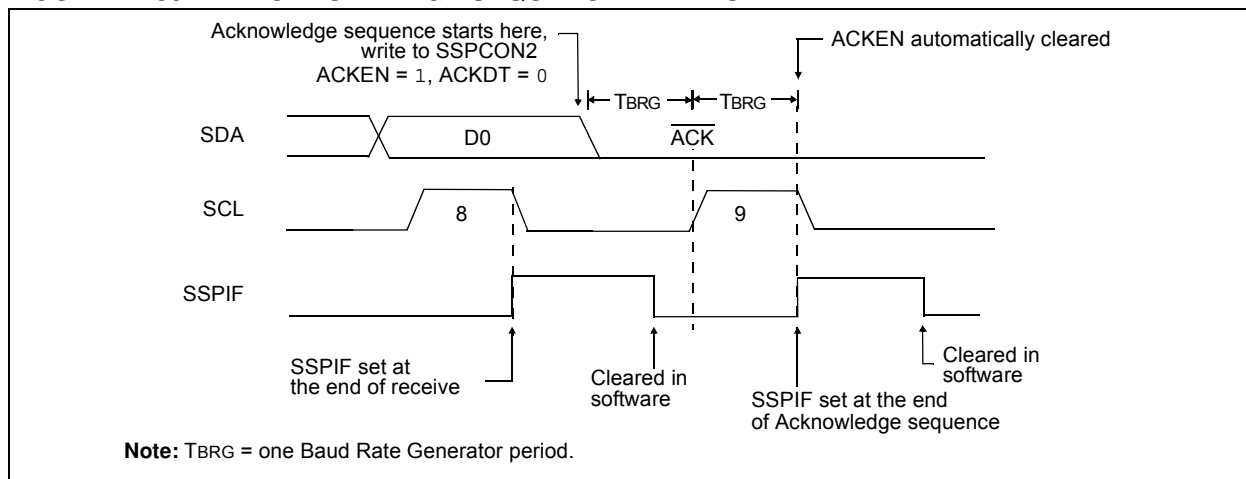 Acknowledge sequence starts here,
write to SSPCON2
ACKEN = 1, ACKDT = 0
ACKEN automatically cleared
TBRG
TBRG
SDA
D0
ACK
SCL
8
9
SSPIF
SSPIF set at
the end of receive
Cleared in
software
SSPIF set at the end
of Acknowledge sequence
Cleared in
software
Note: TBRG = one Baud Rate Generator period.